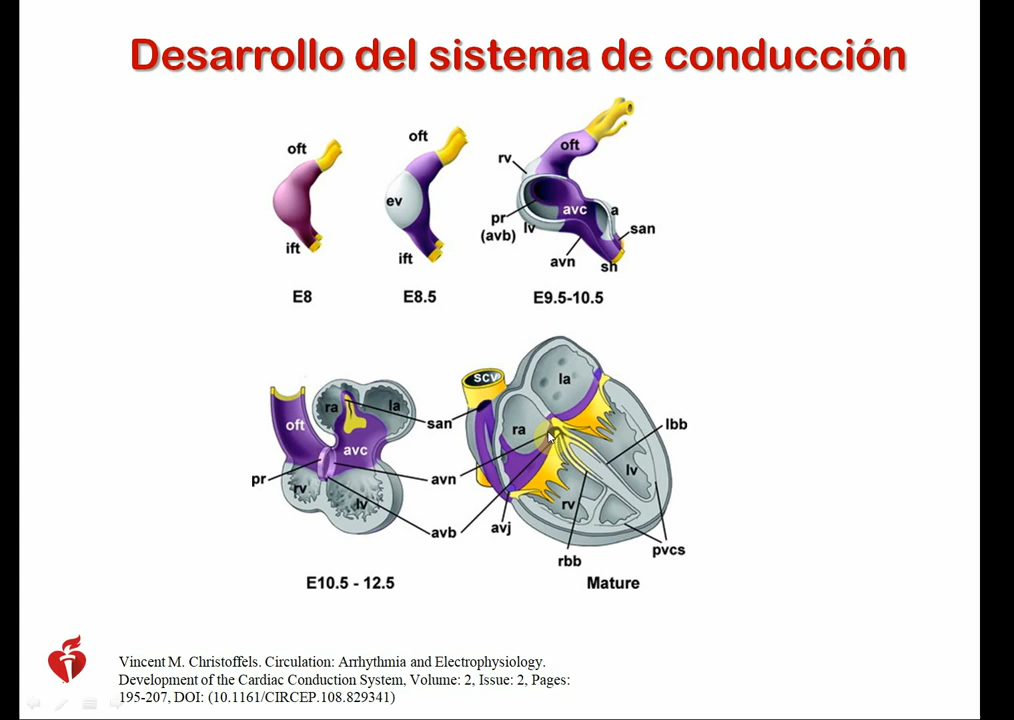 Desarrollo del sistema de conducción
oft
ift
E8
oft
ev
ift
E8.5
rv
oft
pr
(avb)
lv
avc
a
san
avn
sh
E9.5-10.5
oft
ra
la
san
avc
pr
rv
lv
avn
avb
E10.5 - 12.5
scv
la
ra
lbb
lv
rv
avj
rbb
pvcs
Mature
Vincent M. Christoffels. Circulation: Arrhythmia and Electrophysiology.
Development of the Cardiac Conduction System, Volume: 2, Issue: 2, Pages:
195-207, DOI: (10.1161/CIRCEP.108.829341)